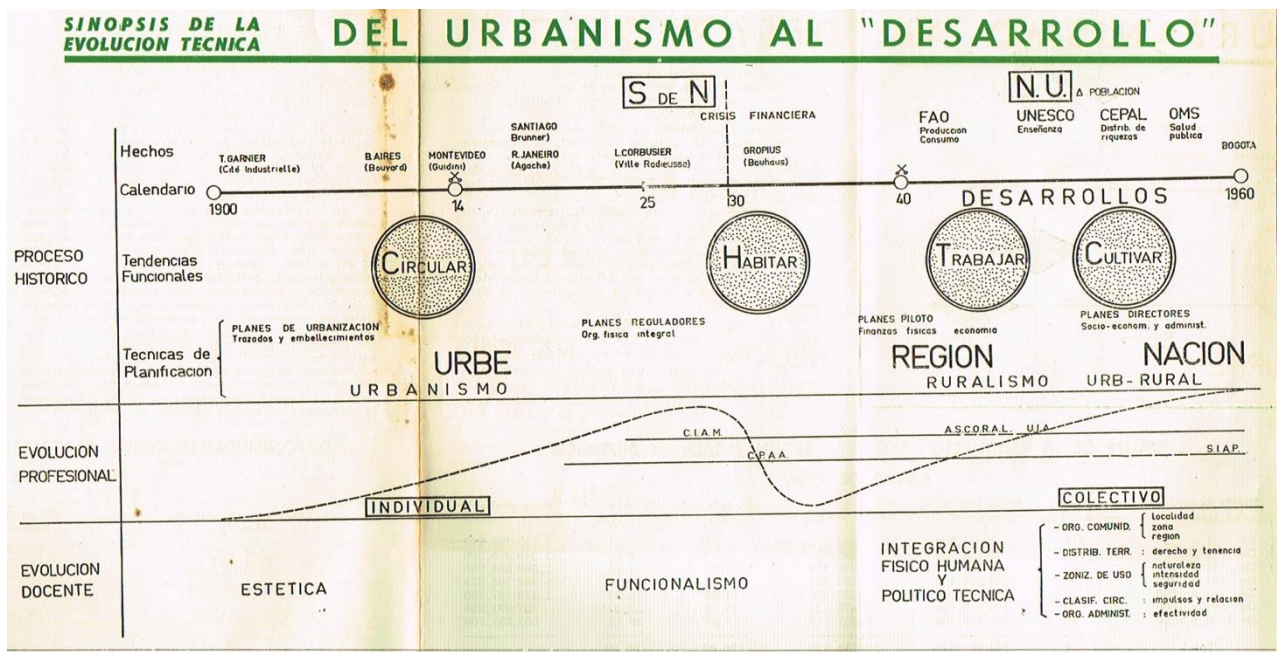 SINOPSIS DE LA
EVOLUCION TECNICA
DEL URBANISMO AL "DESARROLLO"
S DE N
N.U. Δ POBLACION
CRISIS FINANCIERA
FAO
Produccion
Consumo
UNESCO
Enseñanza
CEPAL
Distrib. de
riquezas
OMS
Salud
publica
Hechos
T.GARNIER
(Cité Industrielle)
B.AIRES
(Bouvard)
MONTEVIDEO
(Guidini)
SANTIAGO
Brunner)
R.JANEIRO
(Agache)
L.CORBUSIER
(Ville Radieusse)
GROPIUS
(Bauhaus)
BOGOTA
Calendario
1900
14
25
30
40
1960
DESARROLLOS
PROCESO
HISTORICO
Tendencias
Funcionales
CIRCULAR
HABITAR
TRABAJAR
CULTIVAR
Tecnicas de
Planificacion
PLANES DE URBANIZACION
Trazados y embellecimientos
PLANES REGULADORES
Org. fisica integral
PLANES PILOTO
Finanzas fisicas economia
PLANES DIRECTORES
Socio-econom. y administ.
URBE
REGION
NACION
URBANISMO
RURALISMO
URB-RURAL
EVOLUCION
PROFESIONAL
C.I.A.M.
A.S.C.O.R.A.L. U.I.A.
C.P.A.A.
S.I.A.P.
INDIVIDUAL
COLECTIVO
EVOLUCION
DOCENTE
ESTETICA
FUNCIONALISMO
INTEGRACION
FISICO HUMANA
Y
POLITICO TECNICA
- ORG. COMUNID.
localidad
zona
region
- DISTRIB. TERR. : derecho y tenencia
- ZONIZ. DE USO
naturaleza
intensidad
seguridad
- CLASIF. CIRC. : impulsos y relacion
- ORG. ADMINIST. : efectividad